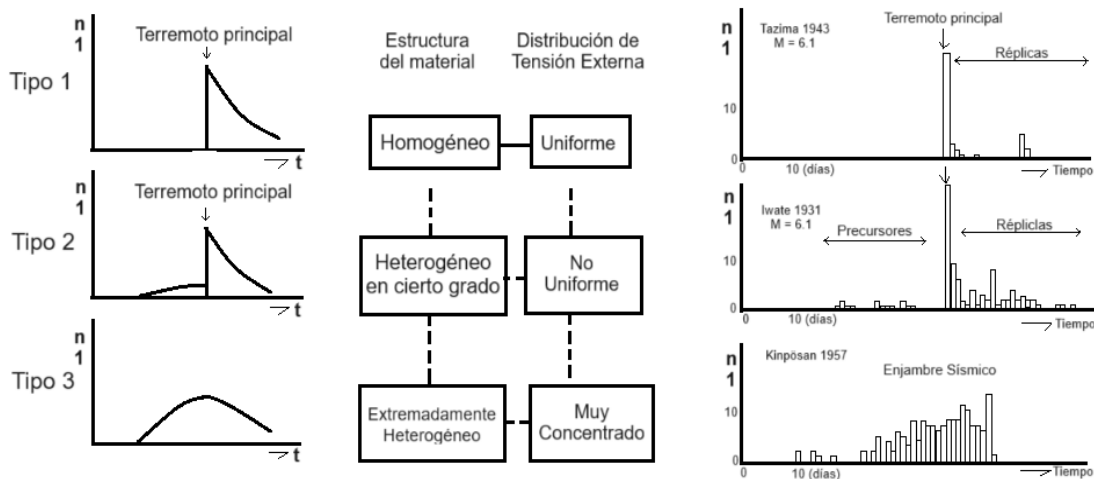 n
1
Terremoto principal
Tipo 1
t
n
1
Terremoto principal
Tipo 2
t
n
1
Tipo 3
t
Estructura
del material
Distribución de
Tensión Externa
Homogéneo
Uniforme
Heterogéneo
en cierto grado
No
Uniforme
Extremadamente
Heterogéneo
Muy
Concentrado
Terremoto principal
n
1
Tazima 1943
M = 6.1
Réplicas
10
0
0
10 (días)
Tiempo
n
1
Iwate 1931
M = 6.1
Precursores
Répliclas
10
0
0
10 (días)
Tiempo
n
1
Kinpösan 1957
Enjambre Sísmico
10
0
0
10 (días)
Tiempo